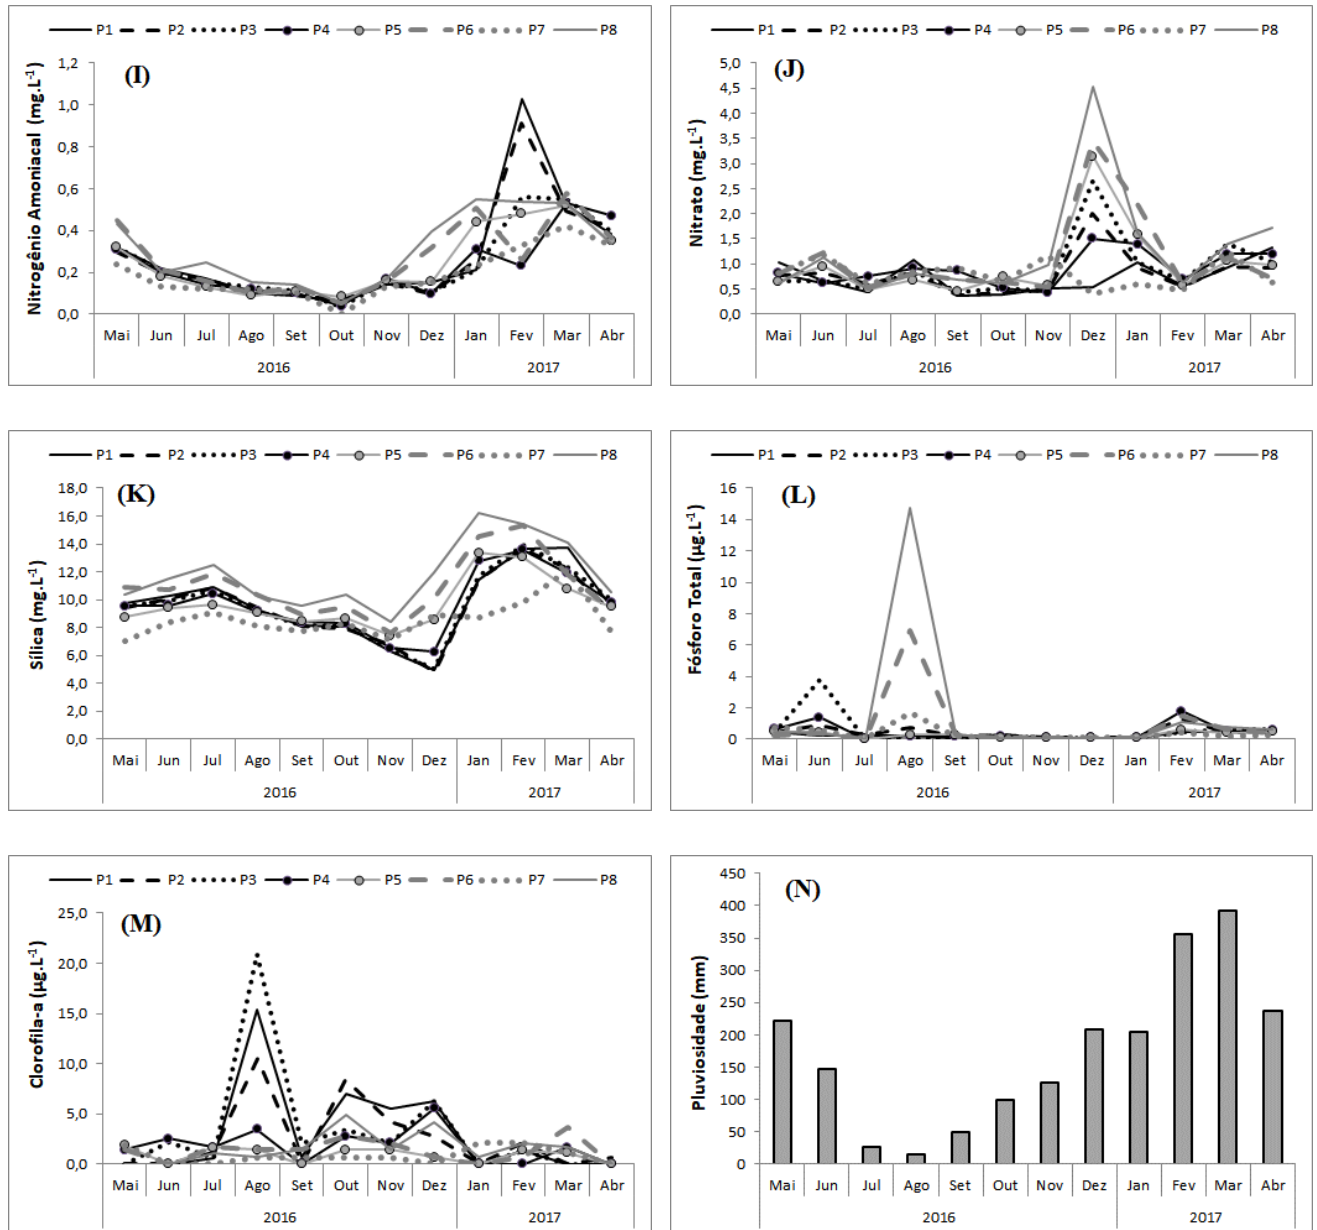 P1 P2 P3 P4 P5 P6 P7 P8
(I)
Nitrogênio Amoniacal (mg.L-1)
1,2
1,0
0,8
0,6
0,4
0,2
0,0
Mai Jun Jul Ago Set Out Nov Dez Jan Fev Mar Abr
2016 2017
P1 P2 P3 P4 P5 P6 P7 P8
(J)
Nitrato (mg.L-1)
5,0
4,5
4,0
3,5
3,0
2,5
2,0
1,5
1,0
0,5
0,0
Mai Jun Jul Ago Set Out Nov Dez Jan Fev Mar Abr
2016 2017
P1 P2 P3 P4 P5 P6 P7 P8
(K)
Sílica (mg.L-1)
18,0
16,0
14,0
12,0
10,0
8,0
6,0
4,0
2,0
0,0
Mai Jun Jul Ago Set Out Nov Dez Jan Fev Mar Abr
2016 2017
P1 P2 P3 P4 P5 P6 P7 P8
(L)
Fósforo Total (µg.L-1)
16
14
12
10
8
6
4
2
0
Mai Jun Jul Ago Set Out Nov Dez Jan Fev Mar Abr
2016 2017
P1 P2 P3 P4 P5 P6 P7 P8
(M)
Clorofila-a (µg.L-1)
25,0
20,0
15,0
10,0
5,0
0,0
Mai Jun Jul Ago Set Out Nov Dez Jan Fev Mar Abr
2016 2017
(N)
Pluviosidade (mm)
450
400
350
300
250
200
150
100
50
0
Mai Jun Jul Ago Set Out Nov Dez Jan Fev Mar Abr
2016 2017